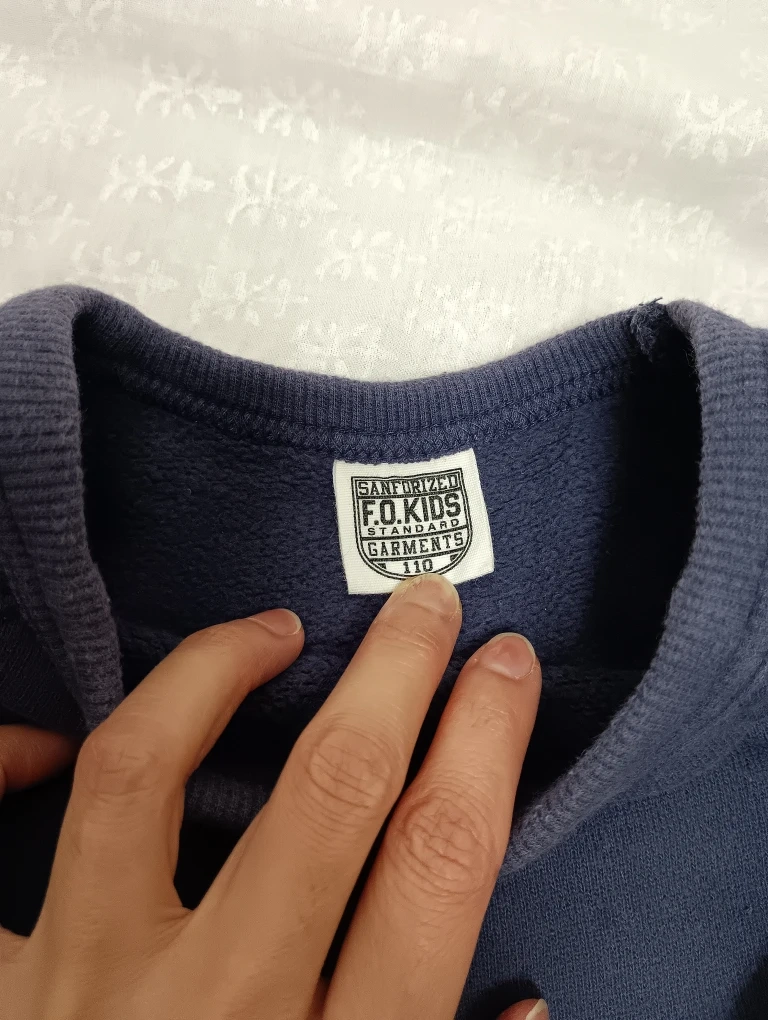 SANFORIZED
F.O.KIDS
STANDARD
GARMENTS
110